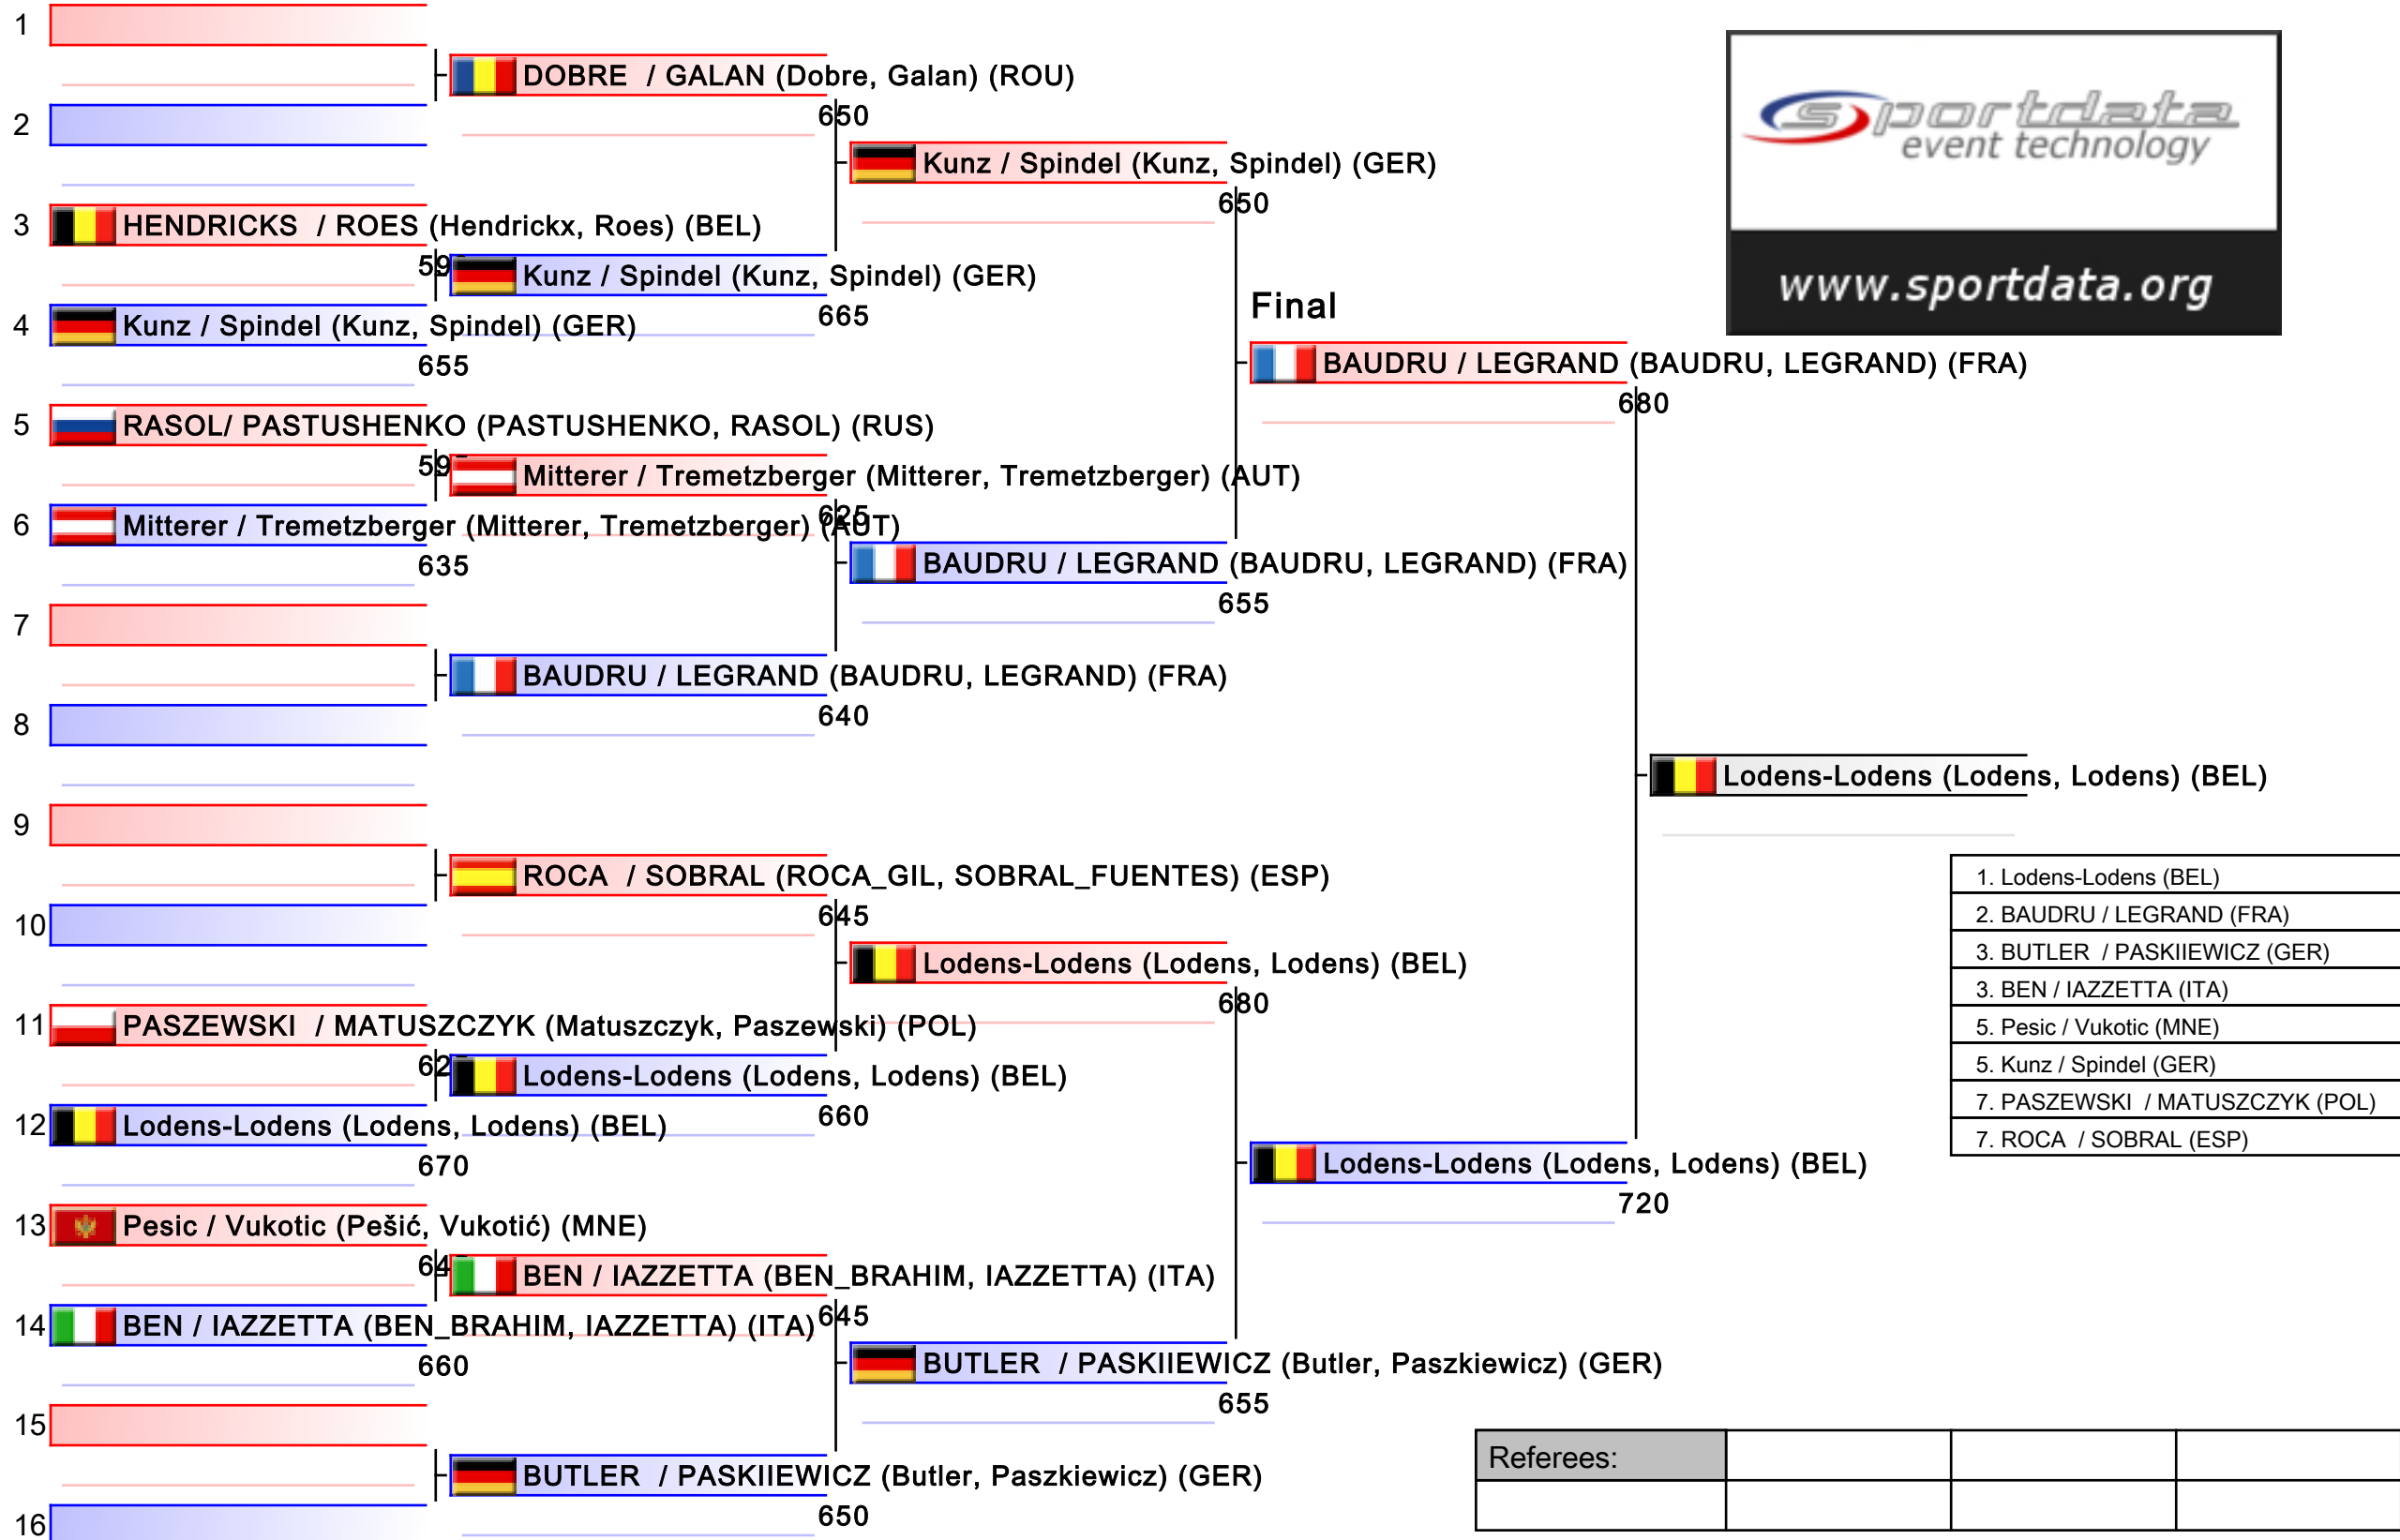 1
DOBRE / GALAN (Dobre, Galan) (ROU)
650
2
Kunz / Spindel (Kunz, Spindel) (GER)
650
3
HENDRICKS / ROES (Hendrickx, Roes) (BEL)
Kunz / Spindel (Kunz, Spindel) (GER)
665
4
Kunz / Spindel (Kunz, Spindel) (GER)
655
sportdata
event technology
www.sportdata.org
Final
BAUDRU / LEGRAND (BAUDRU, LEGRAND) (FRA)
680
5
RASOL/ PASTUSHENKO (PASTUSHENKO, RASOL) (RUS)
Mitterer / Tremetzberger (Mitterer, Tremetzberger) (AUT)
625
6
Mitterer / Tremetzberger (Mitterer, Tremetzberger) (AUT)
635
BAUDRU / LEGRAND (BAUDRU, LEGRAND) (FRA)
655
7
BAUDRU / LEGRAND (BAUDRU, LEGRAND) (FRA)
640
8
Lodens-Lodens (Lodens, Lodens) (BEL)
9
ROCA / SOBRAL (ROCA_GIL, SOBRAL_FUENTES) (ESP)
645
10
Lodens-Lodens (Lodens, Lodens) (BEL)
680
11
PASZEWSKI / MATUSZCZYK (Matuszczyk, Paszewski) (POL)
Lodens-Lodens (Lodens, Lodens) (BEL)
660
12
Lodens-Lodens (Lodens, Lodens) (BEL)
670
Lodens-Lodens (Lodens, Lodens) (BEL)
720
13
Pesic / Vukotic (Pešić, Vukotić) (MNE)
BEN / IAZZETTA (BEN_BRAHIM, IAZZETTA) (ITA)
645
14
BEN / IAZZETTA (BEN_BRAHIM, IAZZETTA) (ITA)
660
BUTLER / PASKIIEWICZ (Butler, Paszkiewicz) (GER)
655
15
BUTLER / PASKIIEWICZ (Butler, Paszkiewicz) (GER)
650
16
1. Lodens-Lodens (BEL)
2. BAUDRU / LEGRAND (FRA)
3. BUTLER / PASKIIEWICZ (GER)
3. BEN / IAZZETTA (ITA)
5. Pesic / Vukotic (MNE)
5. Kunz / Spindel (GER)
7. PASZEWSKI / MATUSZCZYK (POL)
7. ROCA / SOBRAL (ESP)
Referees: